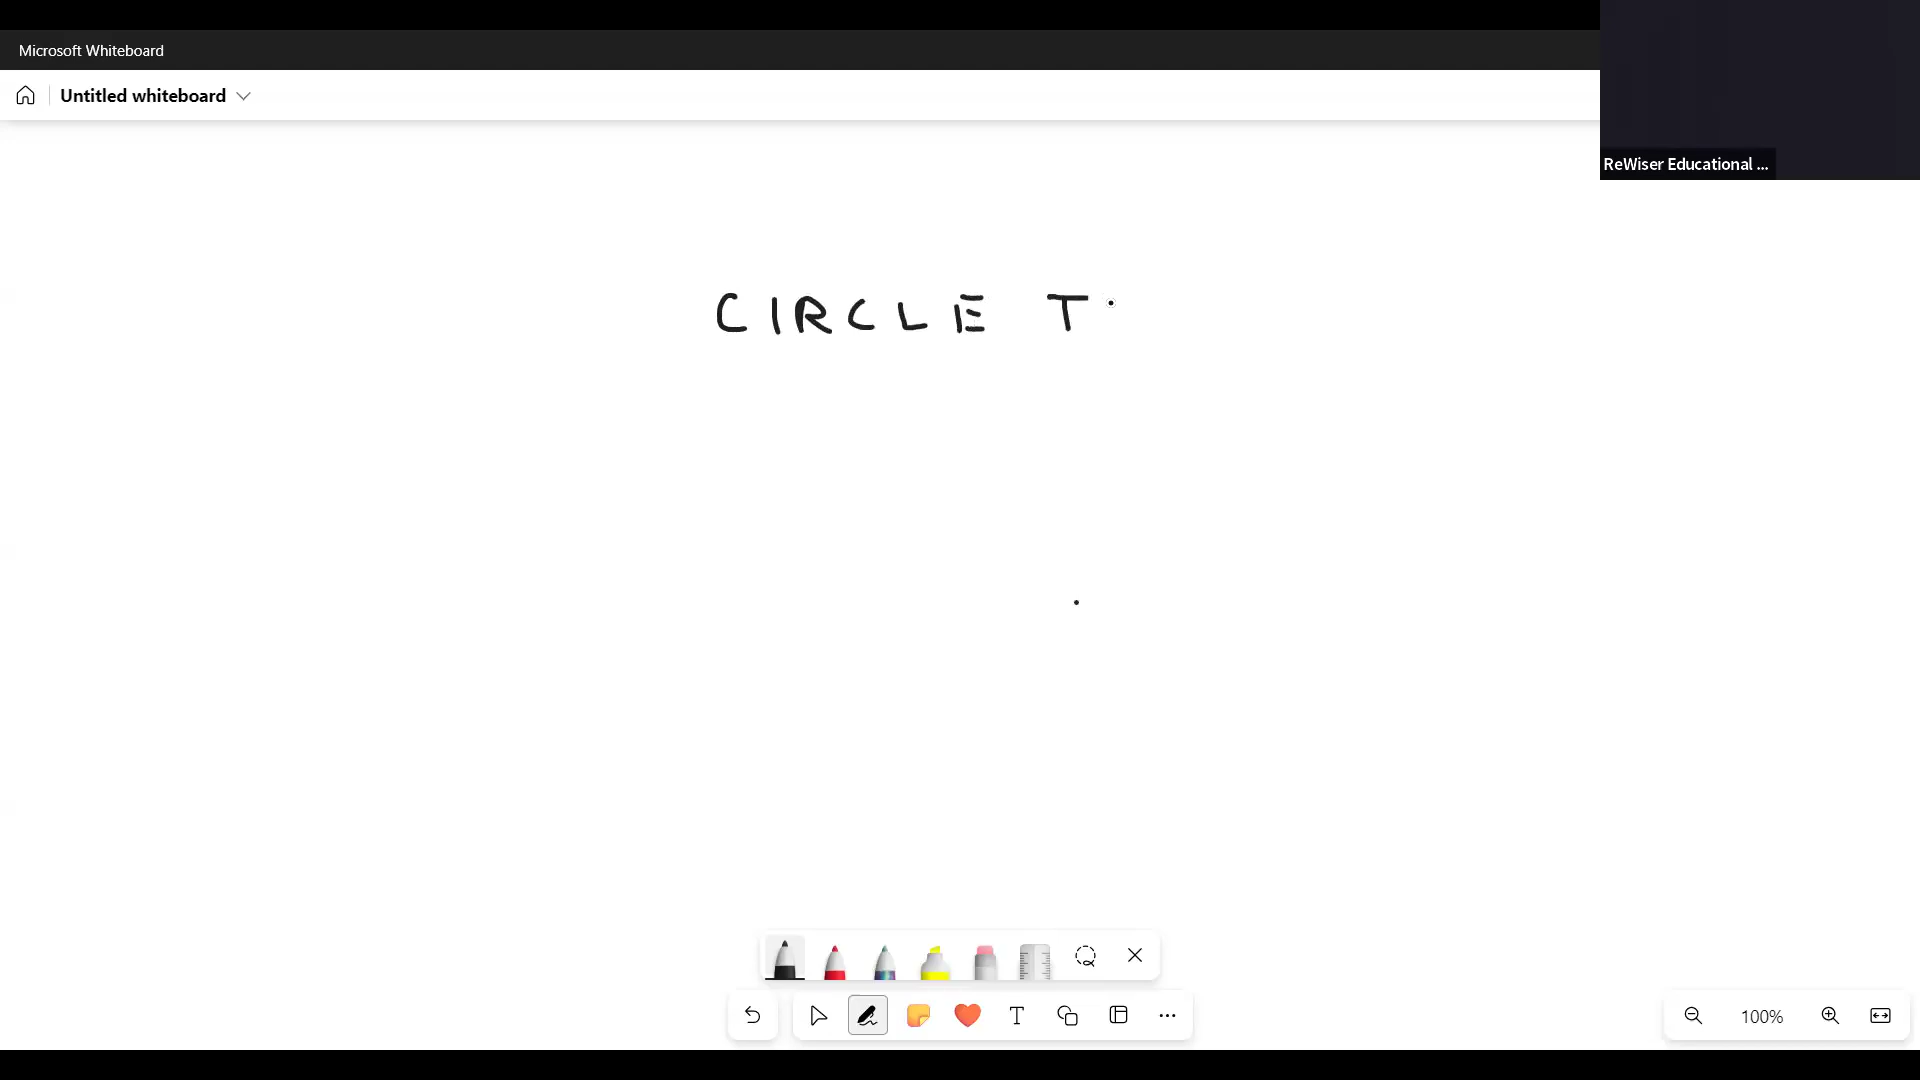 Microsoft Whiteboard
Untitled whiteboard
ReWiser Educational ...
CIRCLE T
100%